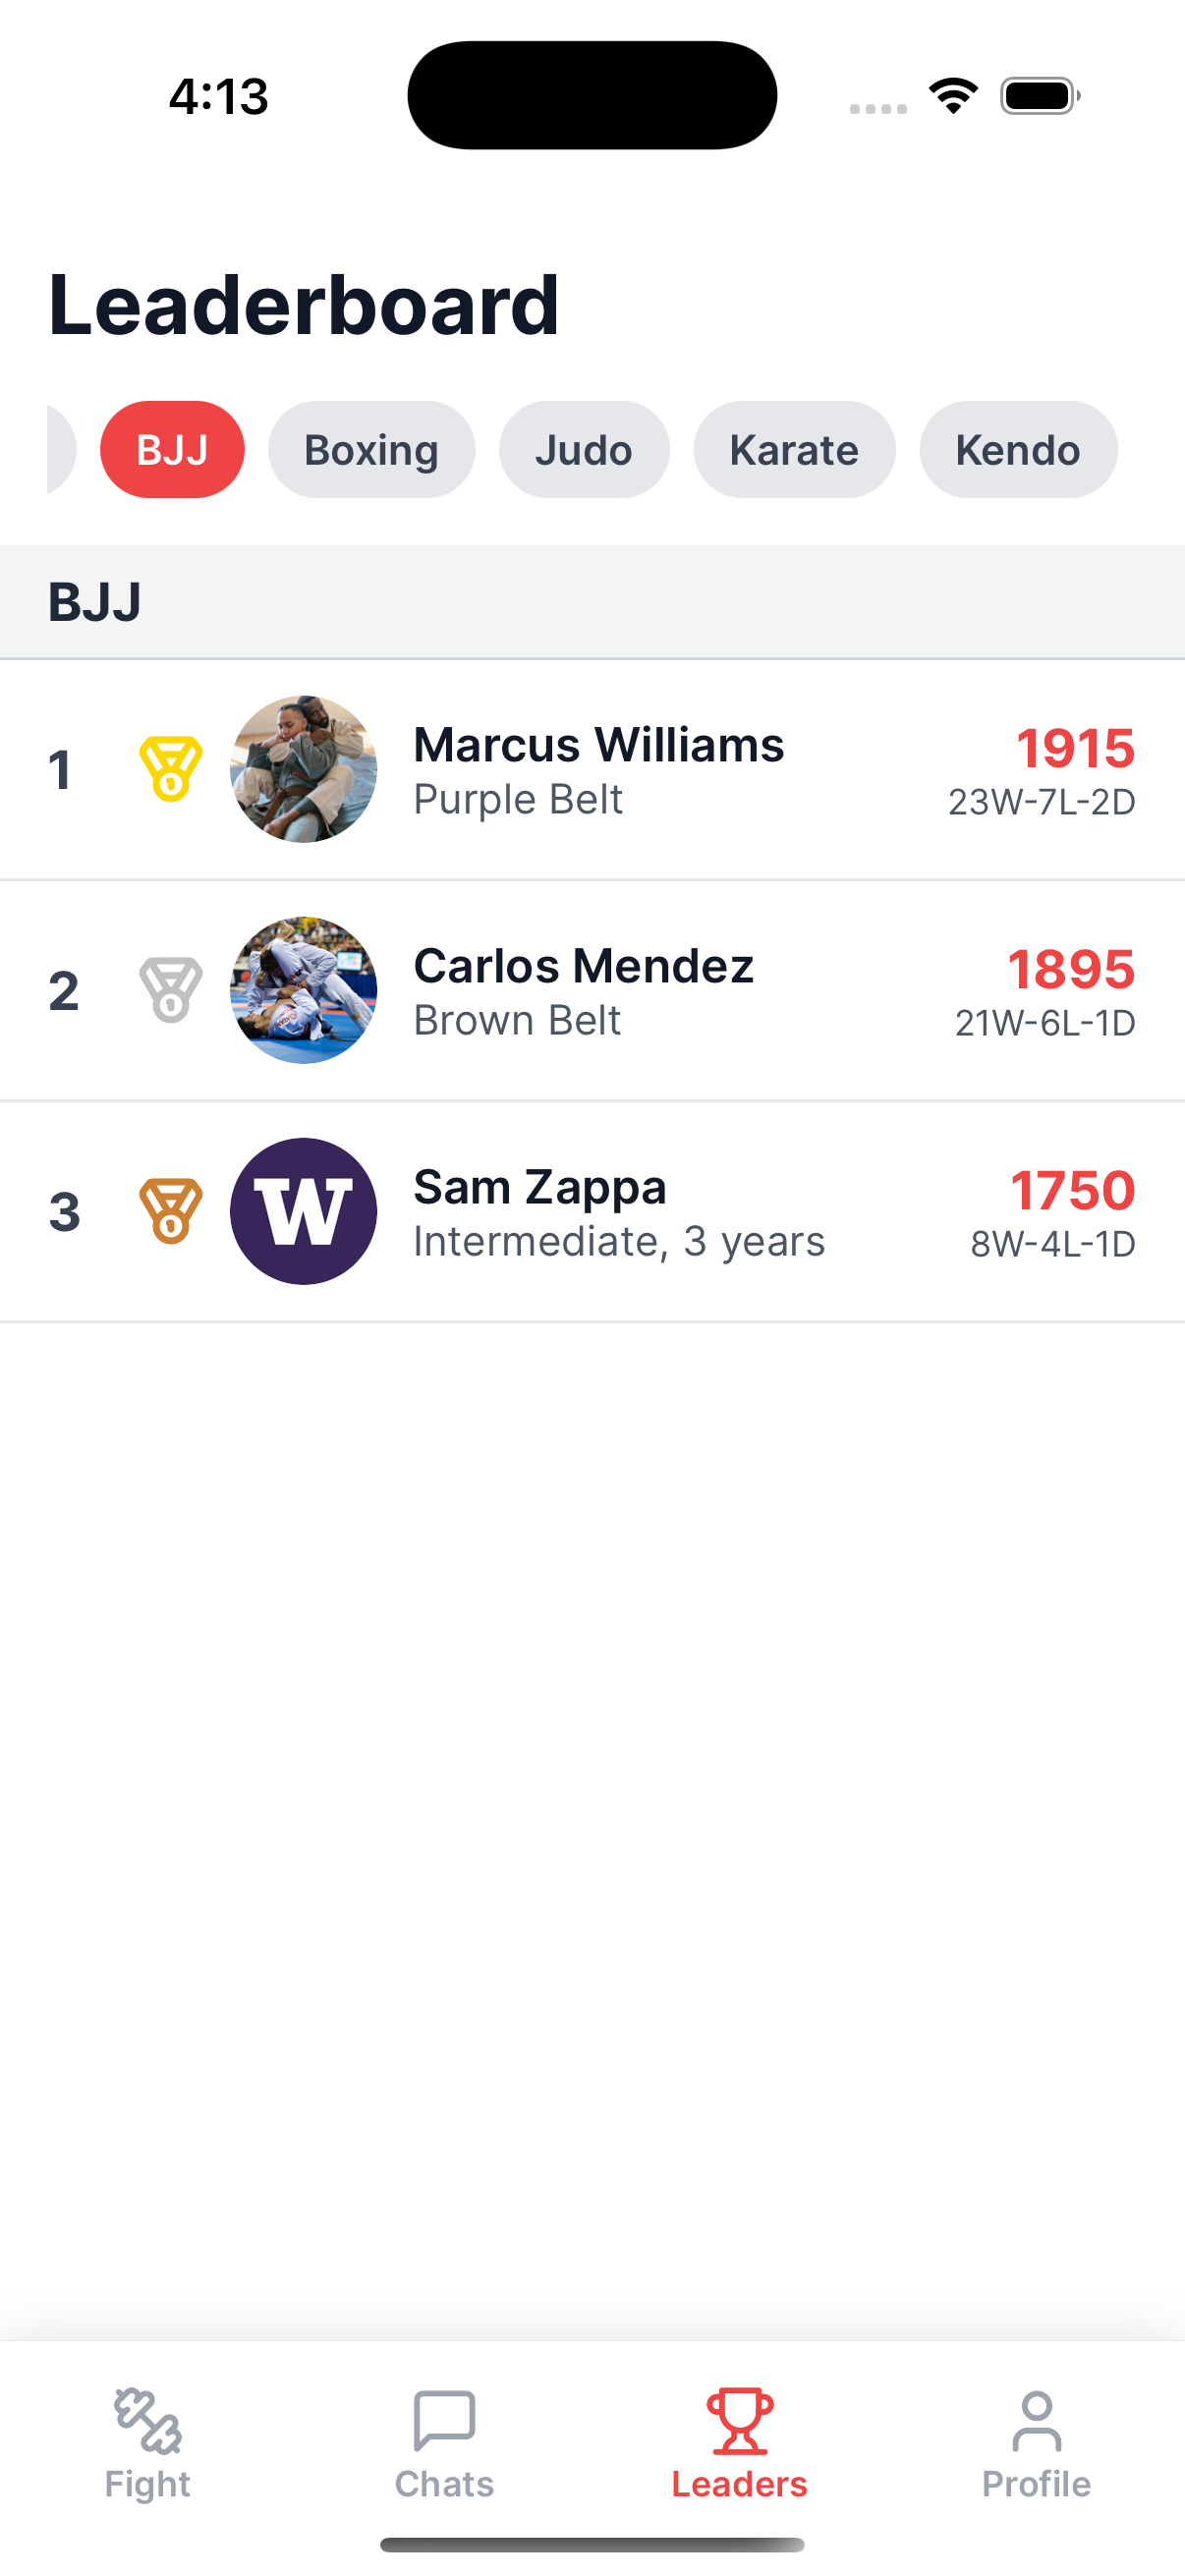 4:13
Leaderboard
BJJ
Boxing
Judo
Karate
Kendo
BJJ
1
Marcus Williams
Purple Belt
1915
23W-7L-2D
2
Carlos Mendez
Brown Belt
1895
21W-6L-1D
3
W
Sam Zappa
Intermediate, 3 years
1750
8W-4L-1D
Fight
Chats
Leaders
Profile